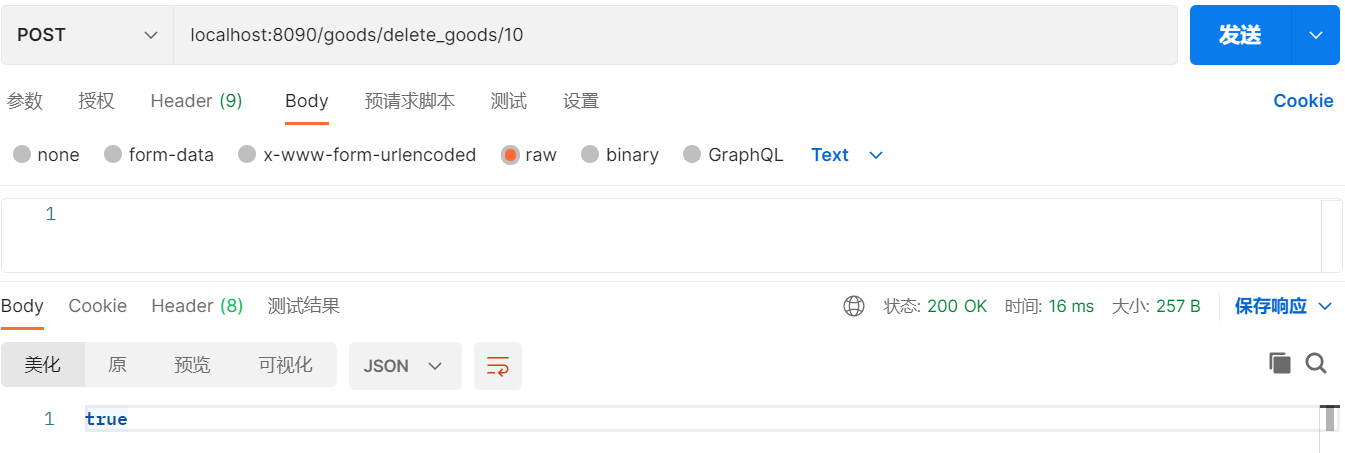 POST localhost:8090/goods/delete_goods/10 发送
参数 授权 Header (9) Body 预请求脚本 测试 设置 Cookie
none form-data x-www-form-urlencoded raw binary GraphQL Text
1
Body Cookie Header (8) 测试结果 状态: 200 OK 时间: 16 ms 大小: 257 B 保存响应
美化 原 预览 可视化 JSON
1 true